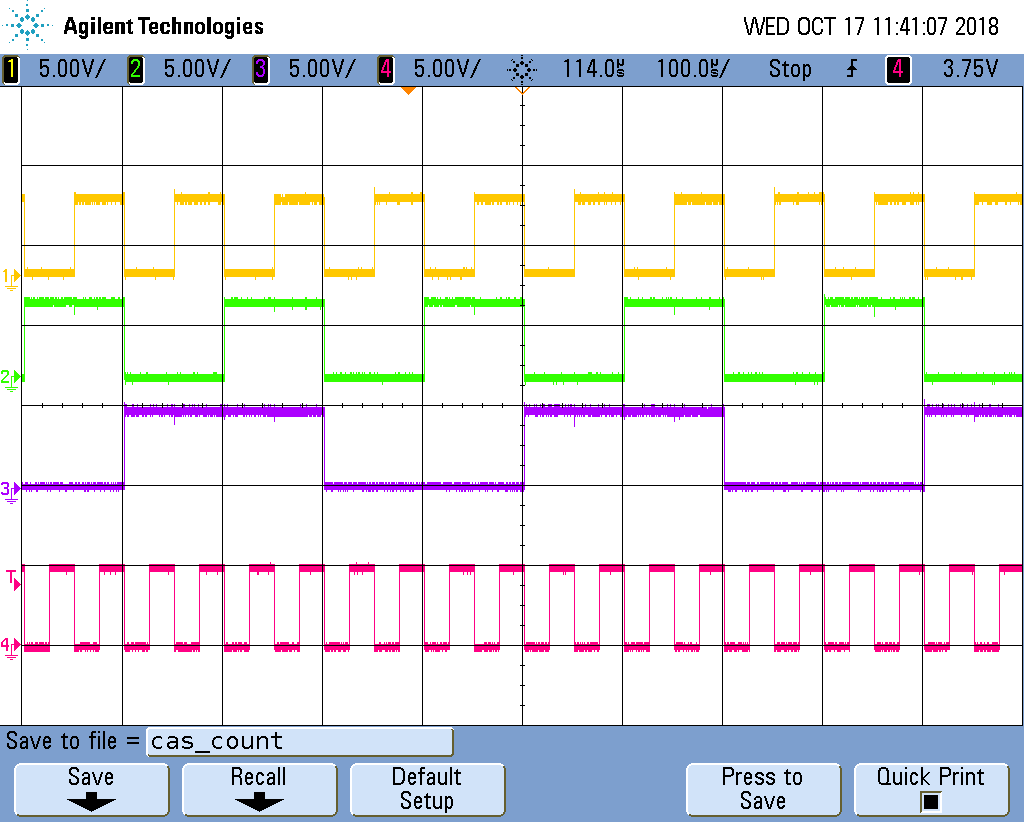 Agilent Technologies WED OCT 17 11:41:07 2018
1 5.00V/ 2 5.00V/ 3 5.00V/ 4 5.00V/ 114.0µs 100.0µs/ Stop 4 3.75V
1
2
3
T
4
Save to file = cas_count
Save Recall Default Setup Press to Save Quick Print